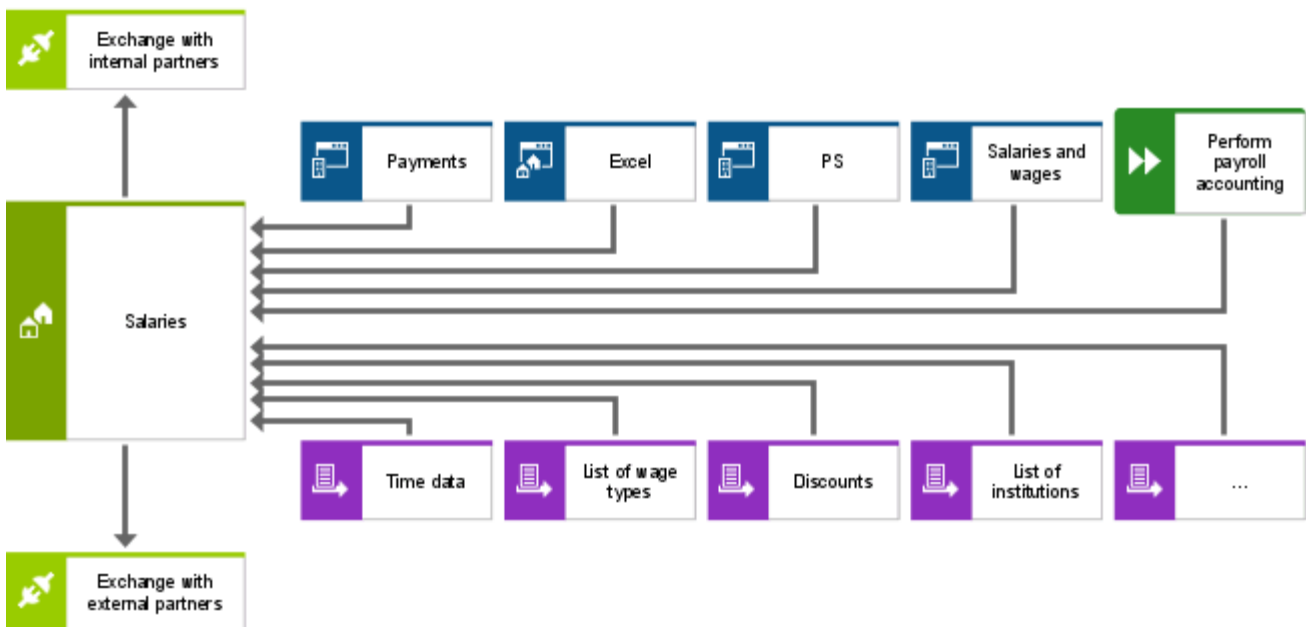 Exchange with
internal partners
Payments
Excel
PS
Salaries and
wages
Perform
payroll
accounting
Salaries
Time data
List of wage
types
Discounts
List of
institutions
...
Exchange with
external partners